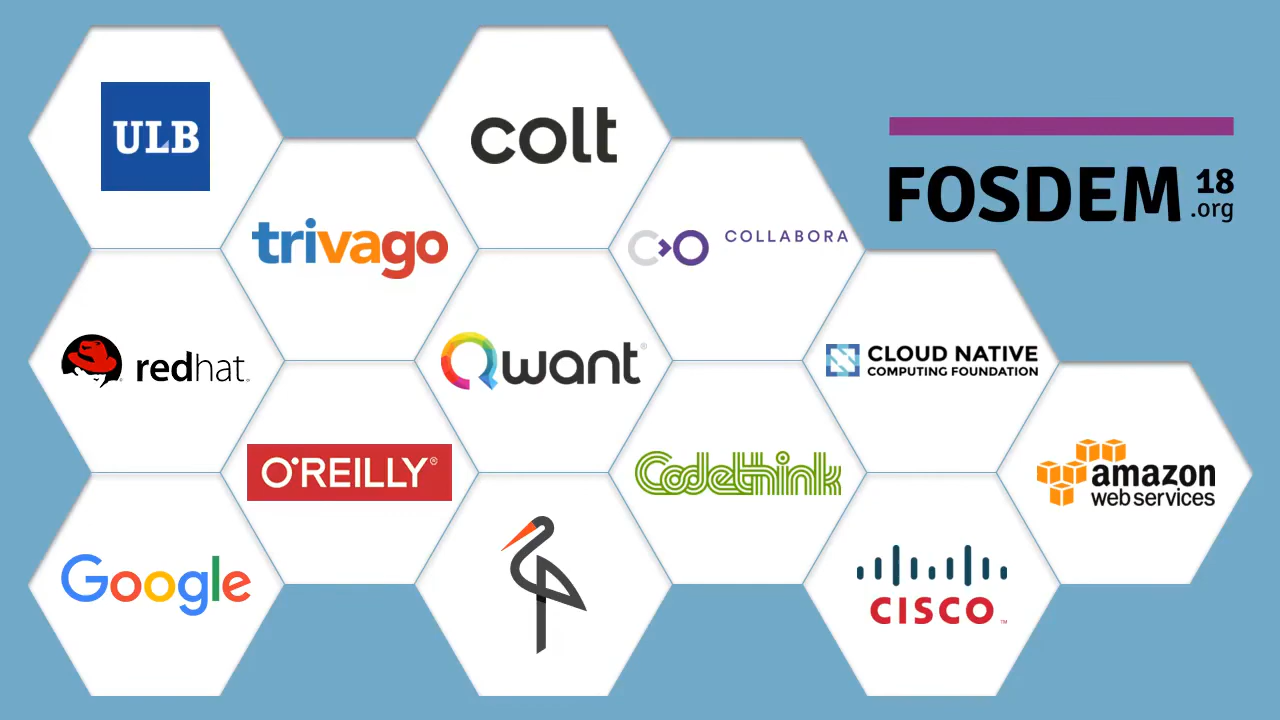 ULB
colt
FOSDEM 18
.org
trivago
COLLABORA
redhat.
Qwant®
CLOUD NATIVE
COMPUTING FOUNDATION
O'REILLY®
Codethink
amazon
web services
Google
CISCO™